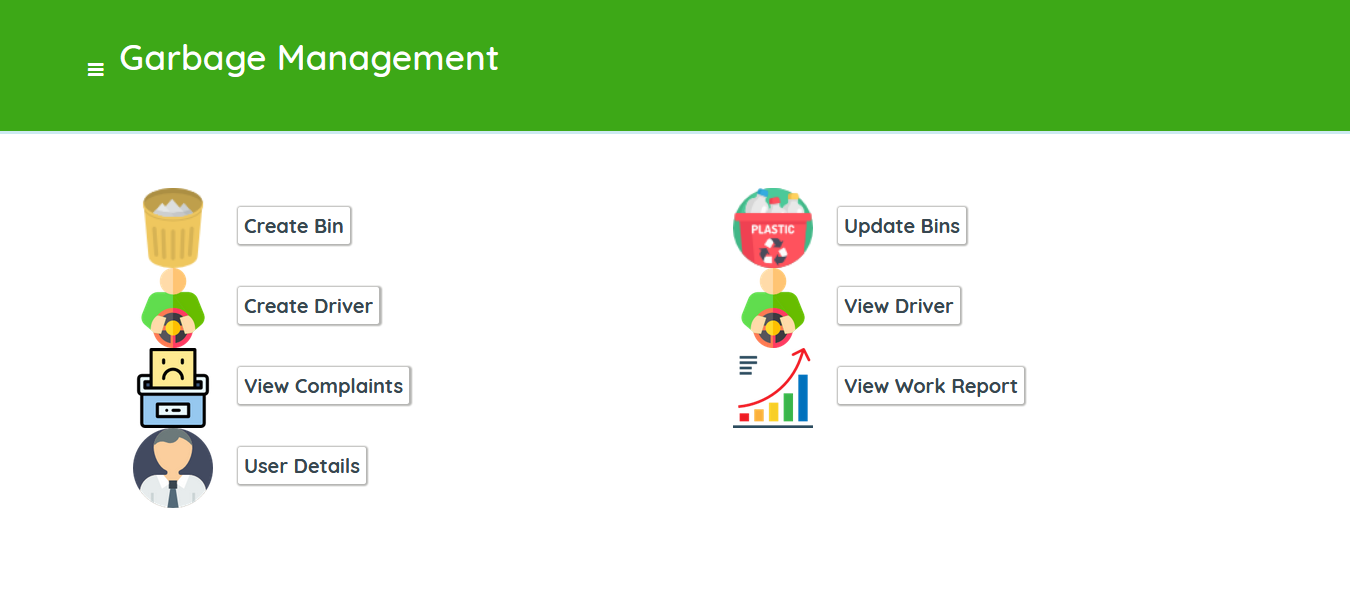 Garbage Management
Create Bin
PLASTIC
Update Bins
Create Driver
View Driver
View Complaints
View Work Report
User Details